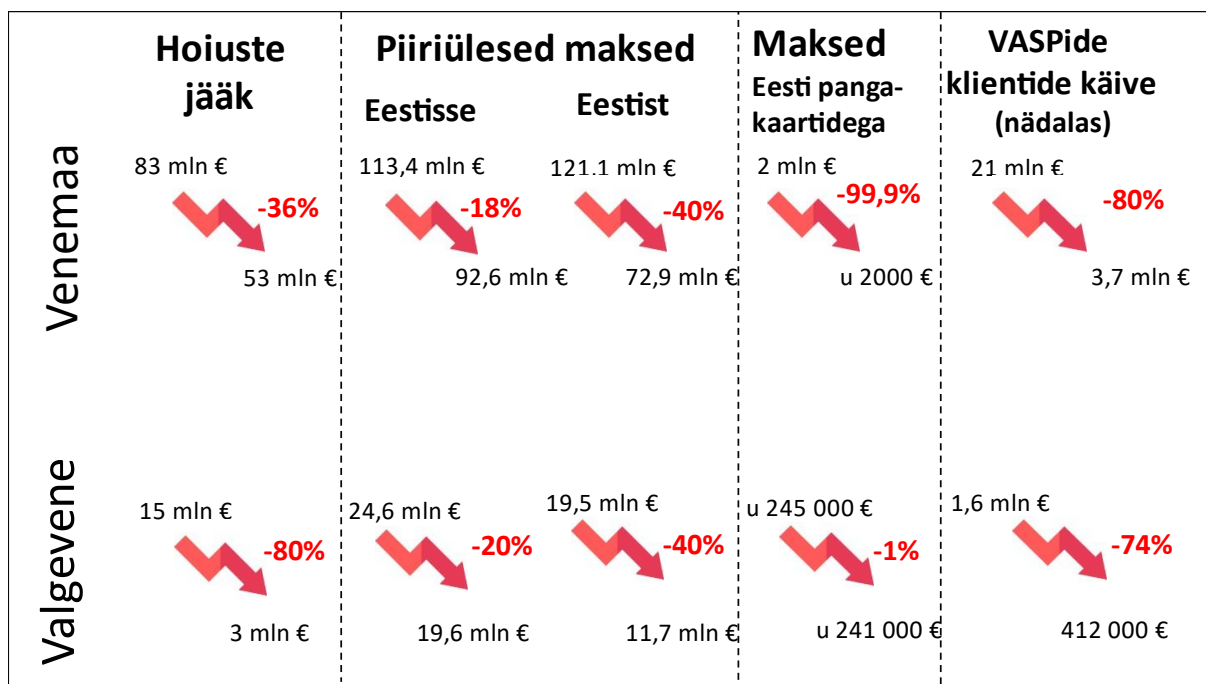 Hoiuste
jääk
Piiriülesed maksed
Eestisse
Eestist
Maksed
Eesti panga-
kaartidega
VASPide
klientide käive
(nädalas)
Venemaa
83 mln €
-36%
53 mln €
113,4 mln €
-18%
92,6 mln €
121.1 mln €
-40%
72,9 mln €
2 mln €
-99,9%
u 2000 €
21 mln €
-80%
3,7 mln €
Valgevene
15 mln €
-80%
3 mln €
24,6 mln €
-20%
19,6 mln €
19,5 mln €
-40%
11,7 mln €
u 245 000 €
-1%
u 241 000 €
1,6 mln €
-74%
412 000 €